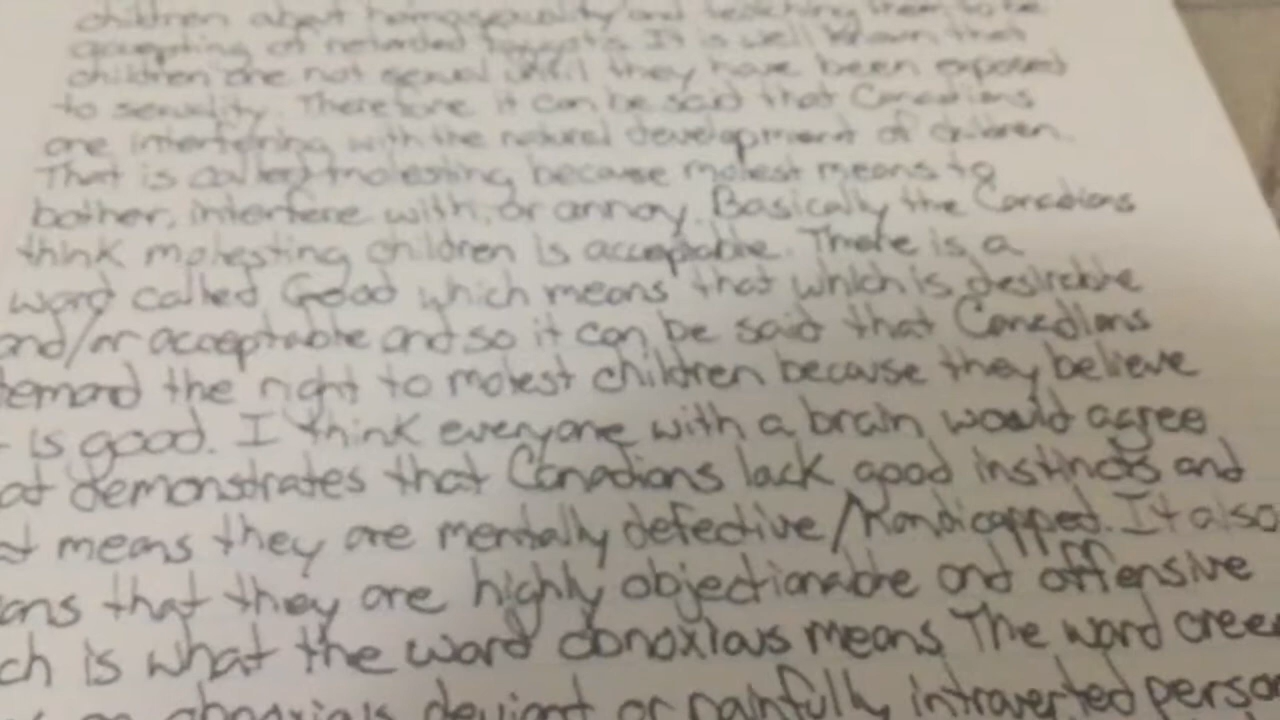 children about homosexuality and teaching them to be
accepting of retarded parents. It is well known that
children are not sexual until they have been exposed
to sexuality. Therefore it can be said that Canadians
are interfering with the natural development of children.
That is called molesting because molest means to
bother, interfere with, or annoy. Basically the Canadians
think molesting children is acceptable. There is a
word called Good which means that which is desirable
and/or acceptable and so it can be said that Canadians
demand the right to molest children because they believe
is good. I think everyone with a brain would agree
at demonstrates that Canadians lack good instincts and
means they are mentally defective/handicapped. It also
ans that they are highly objectionable and offensive
ch is what the word obnoxious means. The word cree
obnoxious deviant or painfully introverted person